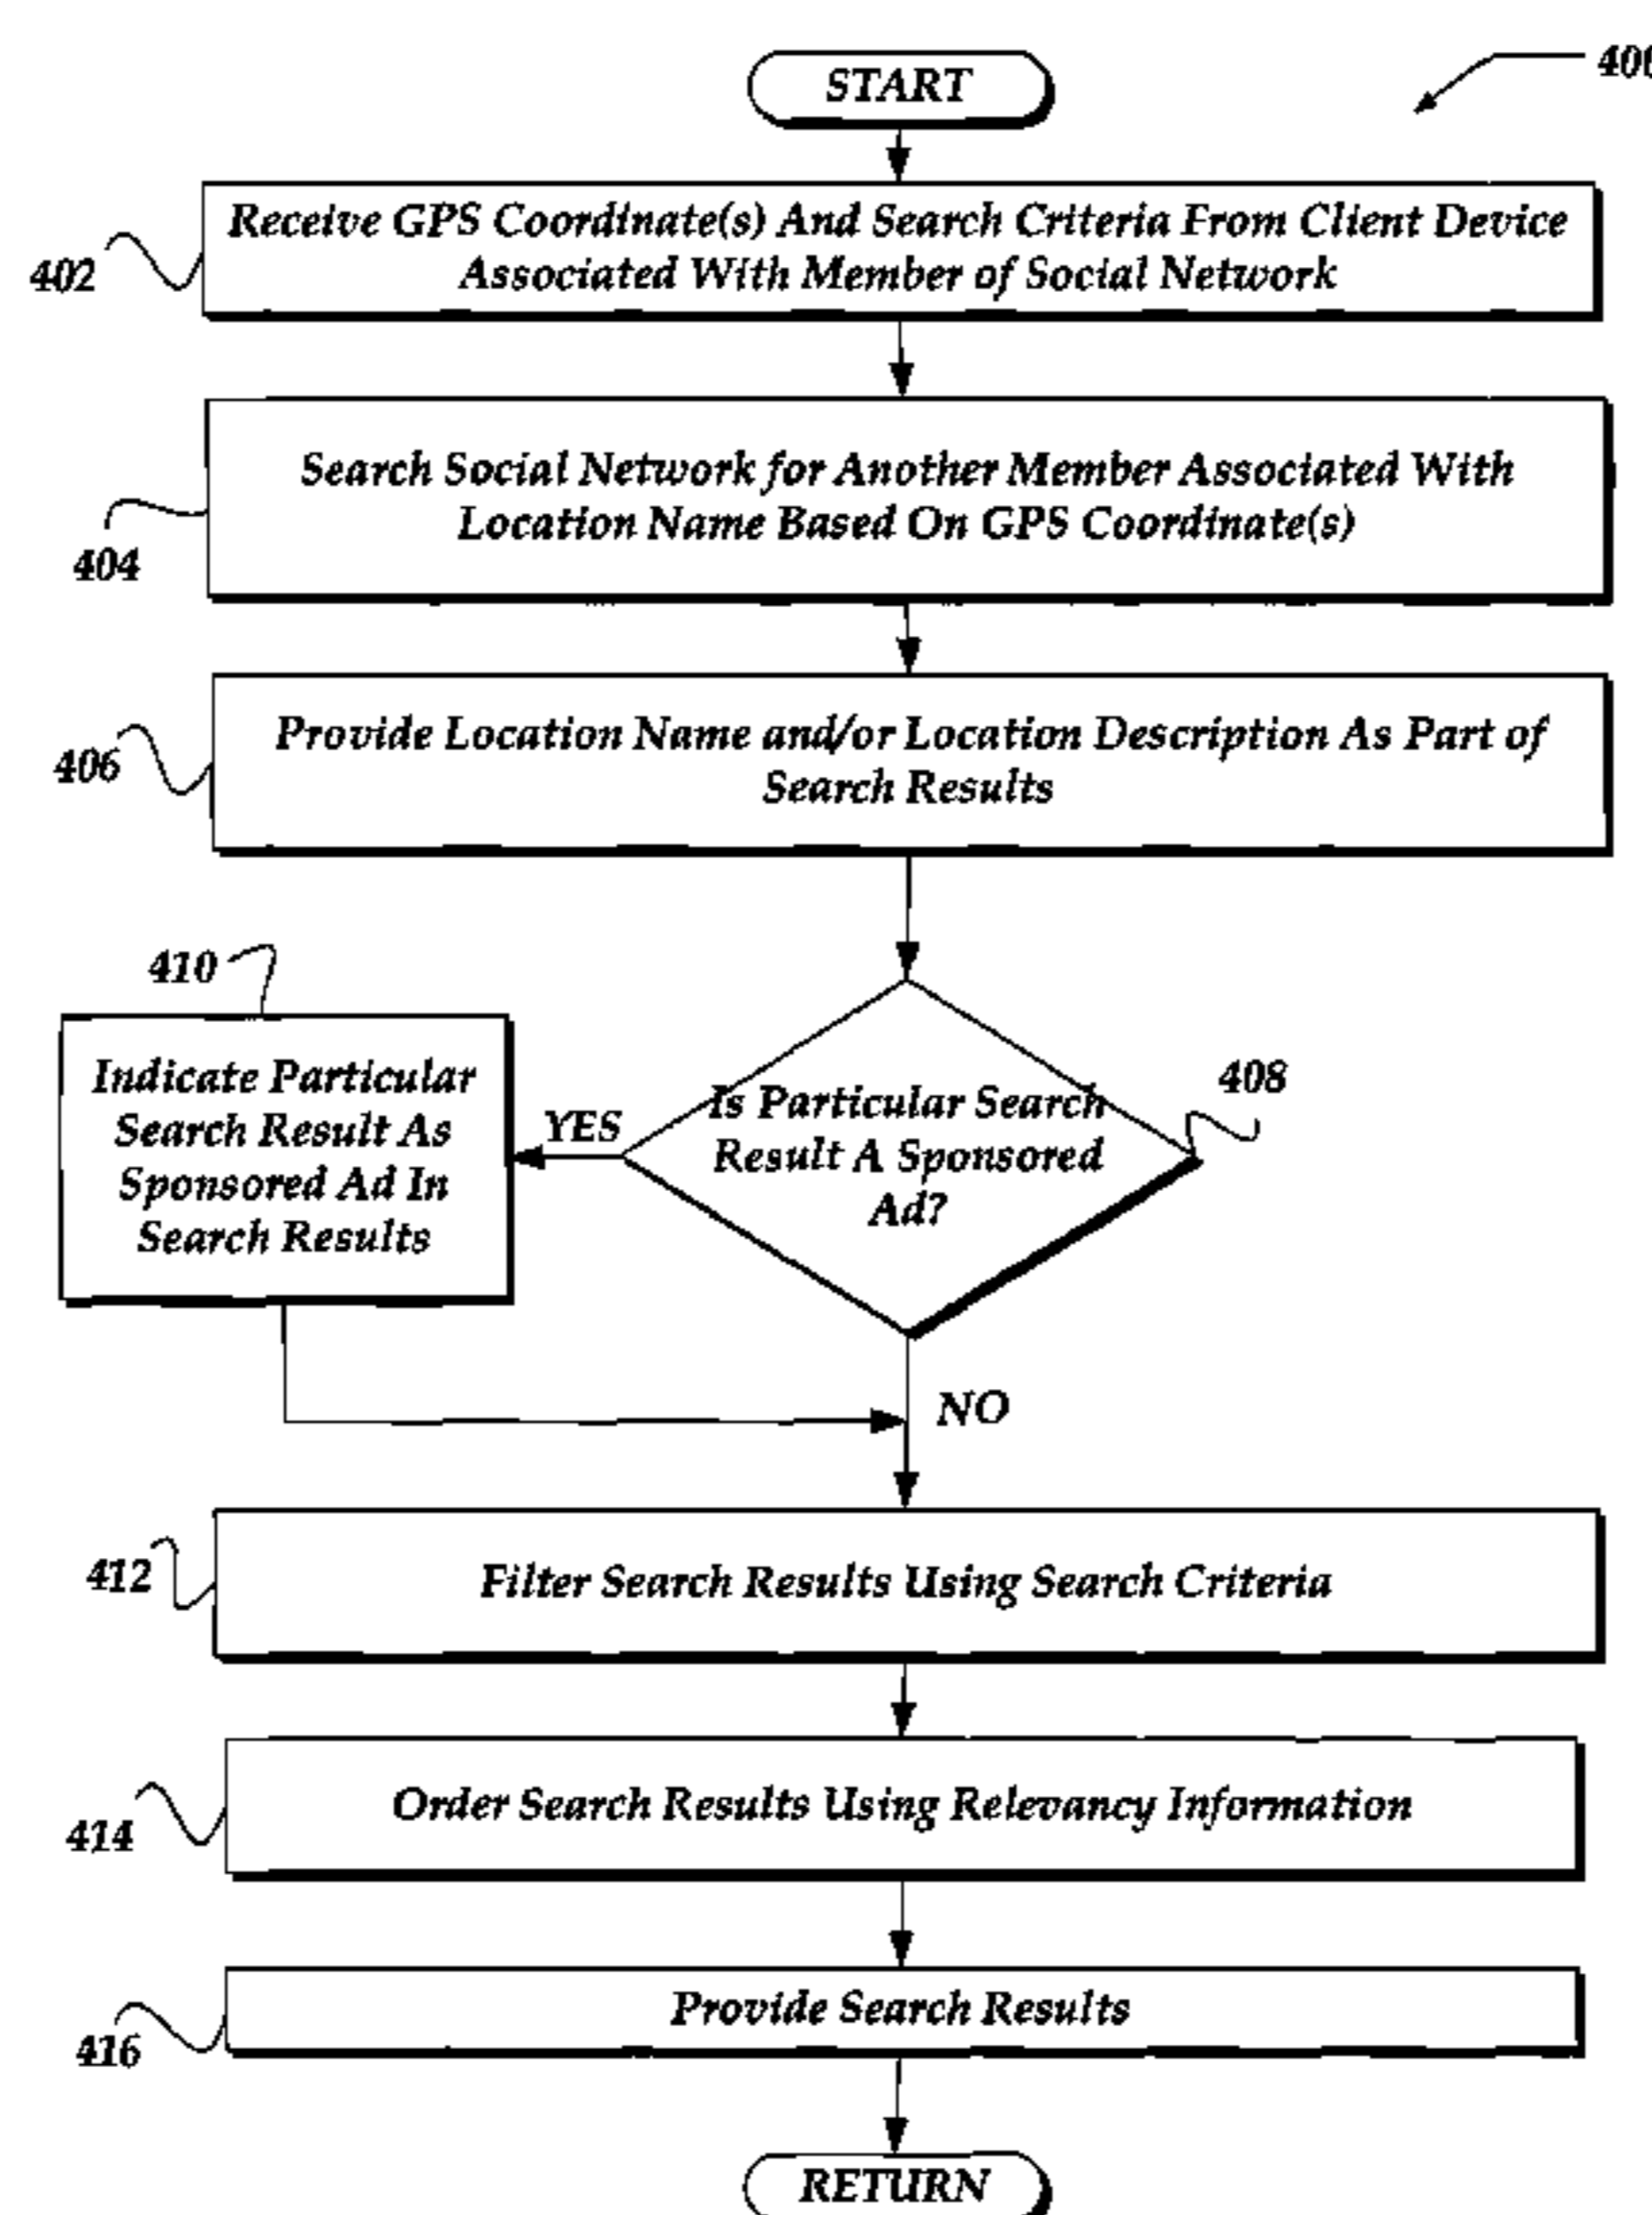 START
400
Receive GPS Coordinate(s) And Search Criteria From Client Device
Associated With Member of Social Network
402
Search Social Network for Another Member Associated With
Location Name Based On GPS Coordinate(s)
404
Provide Location Name and/or Location Description As Part of
Search Results
406
410
Indicate Particular
Search Result As
Sponsored Ad In
Search Results
YES
Is Particular Search
Result A Sponsored
Ad?
408
NO
Filter Search Results Using Search Criteria
412
Order Search Results Using Relevancy Information
414
Provide Search Results
416
RETURN